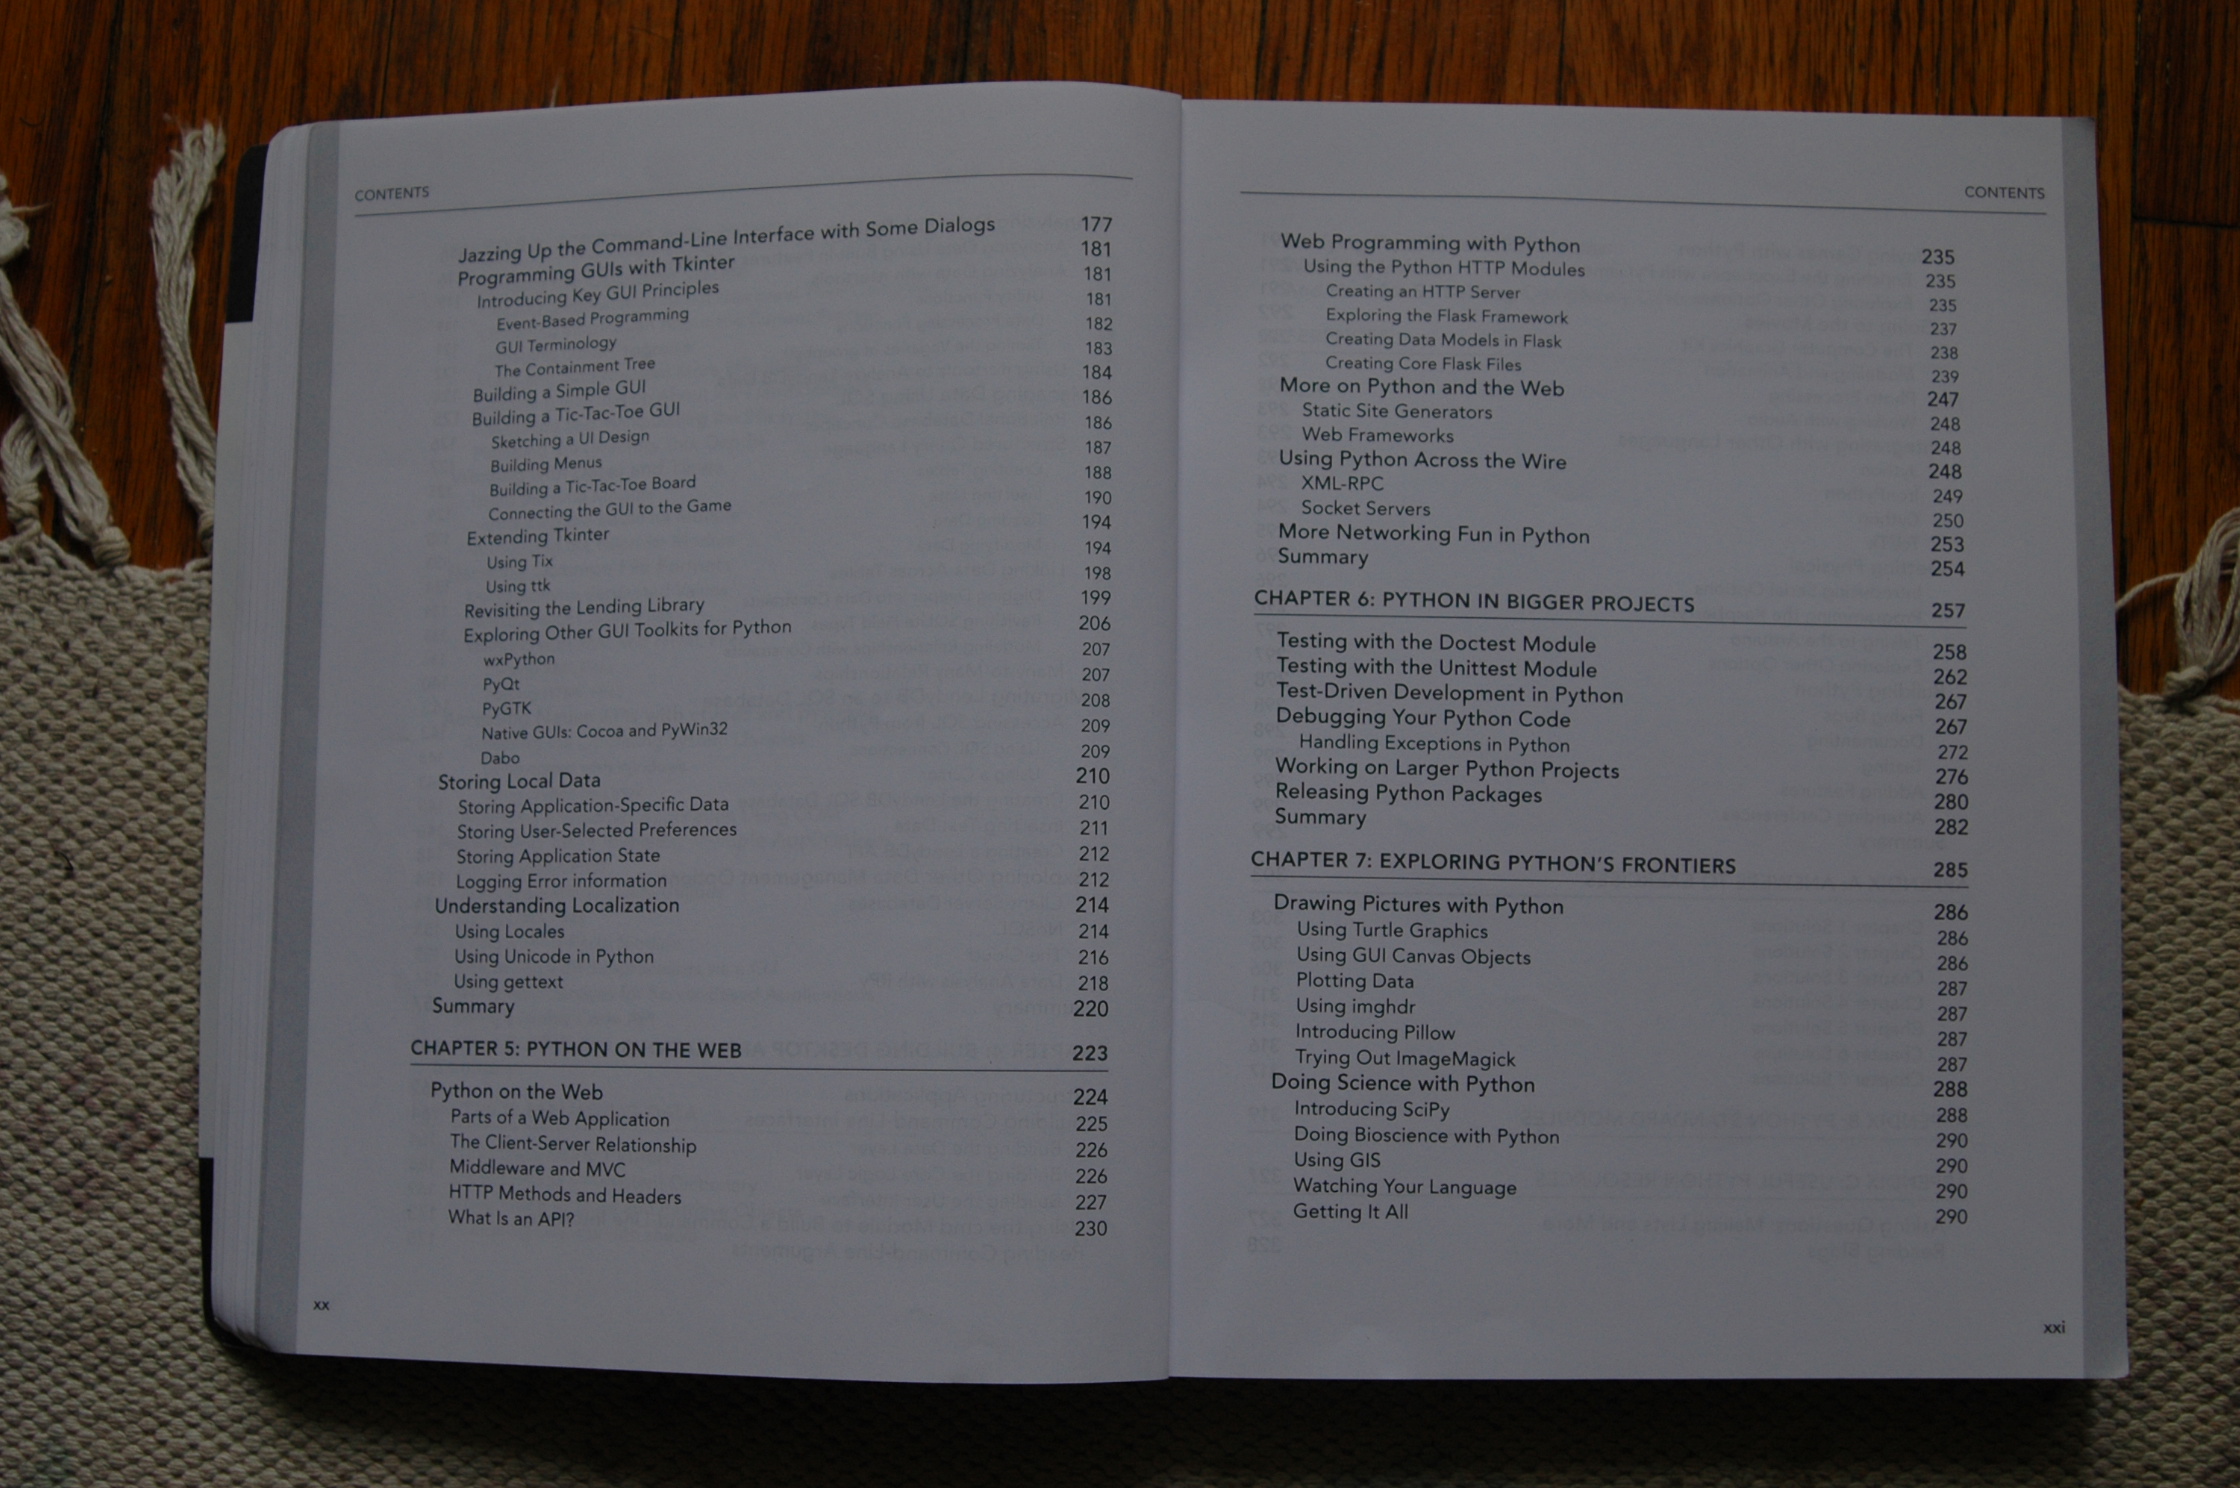 CONTENTS
Jazzing Up the Command-Line Interface with Some Dialogs 177
Programming GUIs with Tkinter 181
Introducing Key GUI Principles 181
Event-Based Programming 181
GUI Terminology 182
The Containment Tree 183
Building a Simple GUI 184
Building a Tic-Tac-Toe GUI 186
Sketching a UI Design 186
Building Menus 187
Building a Tic-Tac-Toe Board 188
Connecting the GUI to the Game 190
Extending Tkinter 194
Using Tix 194
Using ttk 198
Revisiting the Lending Library 199
Exploring Other GUI Toolkits for Python 206
wxPython 207
PyQt 207
PyGTK 208
Native GUIs: Cocoa and PyWin32 209
Dabo 209
Storing Local Data 210
Storing Application-Specific Data 210
Storing User-Selected Preferences 211
Storing Application State 212
Logging Error information 212
Understanding Localization 214
Using Locales 214
Using Unicode in Python 216
Using gettext 218
Summary 220
CHAPTER 5: PYTHON ON THE WEB 223
Python on the Web 224
Parts of a Web Application 225
The Client-Server Relationship 226
Middleware and MVC 226
HTTP Methods and Headers 227
What Is an API? 230
xx
CONTENTS
Web Programming with Python 235
Using the Python HTTP Modules 235
Creating an HTTP Server 235
Exploring the Flask Framework 237
Creating Data Models in Flask 238
Creating Core Flask Files 239
More on Python and the Web 247
Static Site Generators 248
Web Frameworks 248
Using Python Across the Wire 248
XML-RPC 249
Socket Servers 250
More Networking Fun in Python 253
Summary 254
CHAPTER 6: PYTHON IN BIGGER PROJECTS 257
Testing with the Doctest Module 258
Testing with the Unittest Module 262
Test-Driven Development in Python 267
Debugging Your Python Code 267
Handling Exceptions in Python 272
Working on Larger Python Projects 276
Releasing Python Packages 280
Summary 282
CHAPTER 7: EXPLORING PYTHON'S FRONTIERS 285
Drawing Pictures with Python 286
Using Turtle Graphics 286
Using GUI Canvas Objects 286
Plotting Data 287
Using imghdr 287
Introducing Pillow 287
Trying Out ImageMagick 287
Doing Science with Python 288
Introducing SciPy 288
Doing Bioscience with Python 290
Using GIS 290
Watching Your Language 290
Getting It All 290
xxi